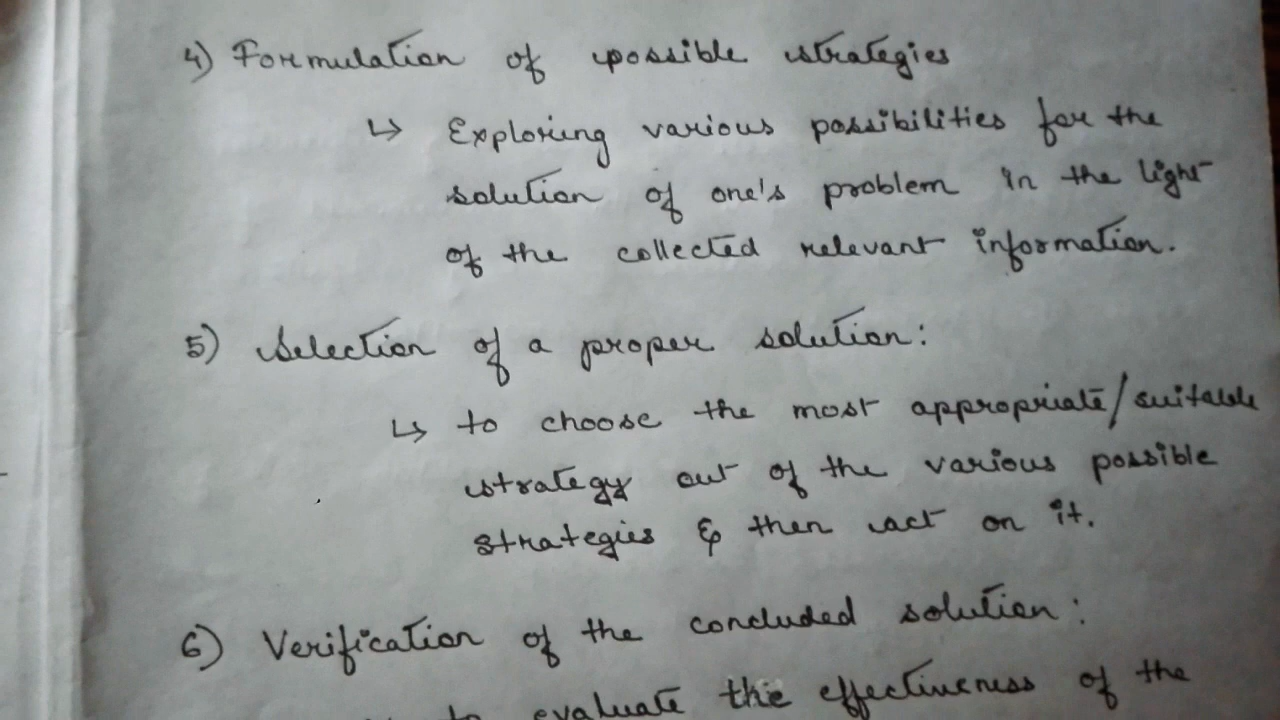 4) Formulation of possible strategies
↳ Exploring various possibilities for the
solution of one's problem in the light
of the collected relevant information.
5) Selection of a proper solution:
↳ to choose the most appropriate/suitable
strategy out of the various possible
strategies & then act on it.
6) Verification of the concluded solution:
to evaluate the effectiveness of the